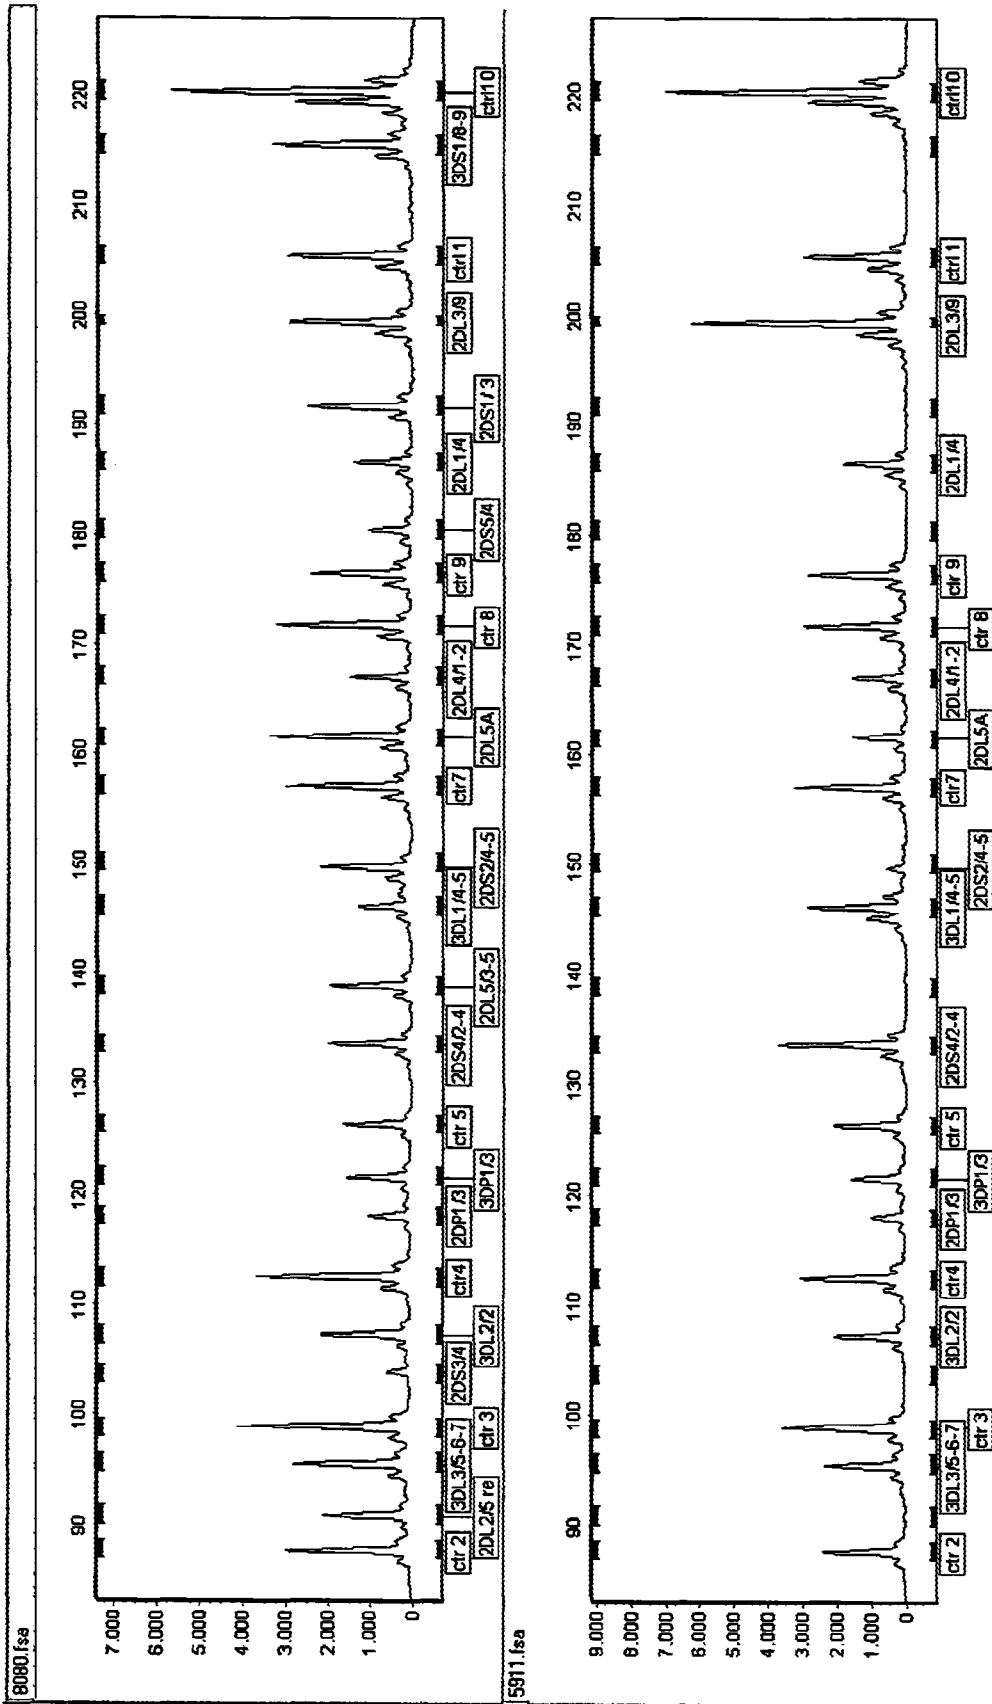 8080.fsa
90 100 110 120 130 140 150 160 170 180 190 200 210 220
7.000
6.000
5.000
4.000
3.000
2.000
1.000
0
ctr 2 3DL3/5-6-7 2DS3/4 ctr4 2DP1/3 ctr 5 2DS4/2-4 3DL1/4-5 ctr7 2DL4/1-2 ctr 9 2DL1/4 2DL3/9 ctrl 1 3DS1/8-9
2DL2/5 re ctr 3 3DL2/2 3DP1/3 2DL5/3-5 2DS2/4-5 2DL5A ctr 8 2DS5/4 2DS1/3 ctrl10
5911.fsa
90 100 110 120 130 140 150 160 170 180 190 200 210 220
9.000
8.000
7.000
6.000
5.000
4.000
3.000
2.000
1.000
0
ctr 2 3DL3/5-6-7 3DL2/2 ctr4 2DP1/3 ctr 5 2DS4/2-4 3DL1/4-5 ctr7 2DL4/1-2 ctr 9 2DL1/4 2DL3/9 ctrl 1 ctrl10
ctr 3 3DP1/3 2DS2/4-5 2DL5A ctr 8